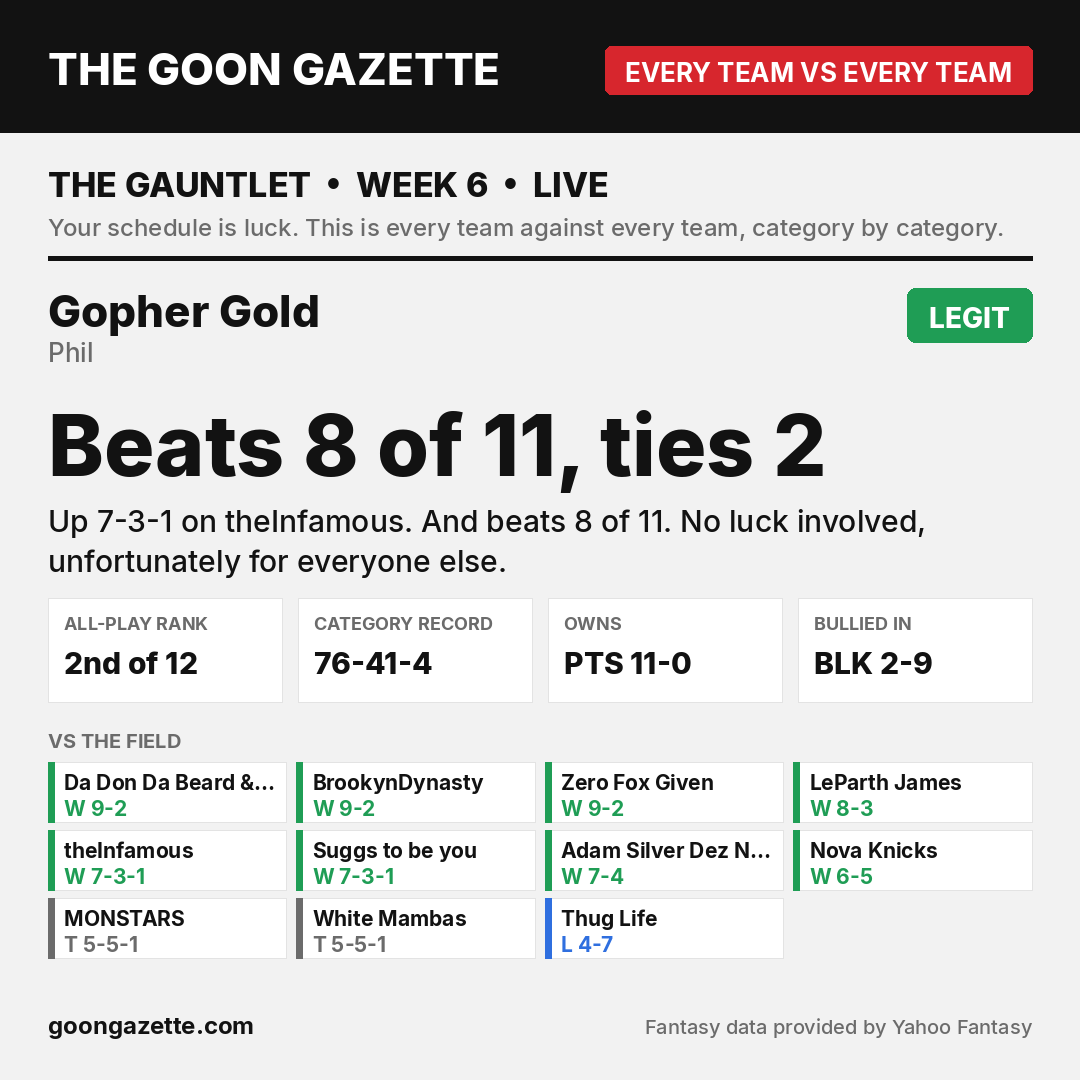 THE GOON GAZETTE
EVERY TEAM VS EVERY TEAM
THE GAUNTLET • WEEK 6 • LIVE
Your schedule is luck. This is every team against every team, category by category.
Gopher Gold
LEGIT
Phil
Beats 8 of 11, ties 2
Up 7-3-1 on theInfamous. And beats 8 of 11. No luck involved,
unfortunately for everyone else.
ALL-PLAY RANK
2nd of 12
CATEGORY RECORD
76-41-4
OWNS
PTS 11-0
BULLIED IN
BLK 2-9
VS THE FIELD
Da Don Da Beard &...
W 9-2
BrookynDynasty
W 9-2
Zero Fox Given
W 9-2
LeParth James
W 8-3
theInfamous
W 7-3-1
Suggs to be you
W 7-3-1
Adam Silver Dez N...
W 7-4
Nova Knicks
W 6-5
MONSTARS
T 5-5-1
White Mambas
T 5-5-1
Thug Life
L 4-7
goongazette.com
Fantasy data provided by Yahoo Fantasy